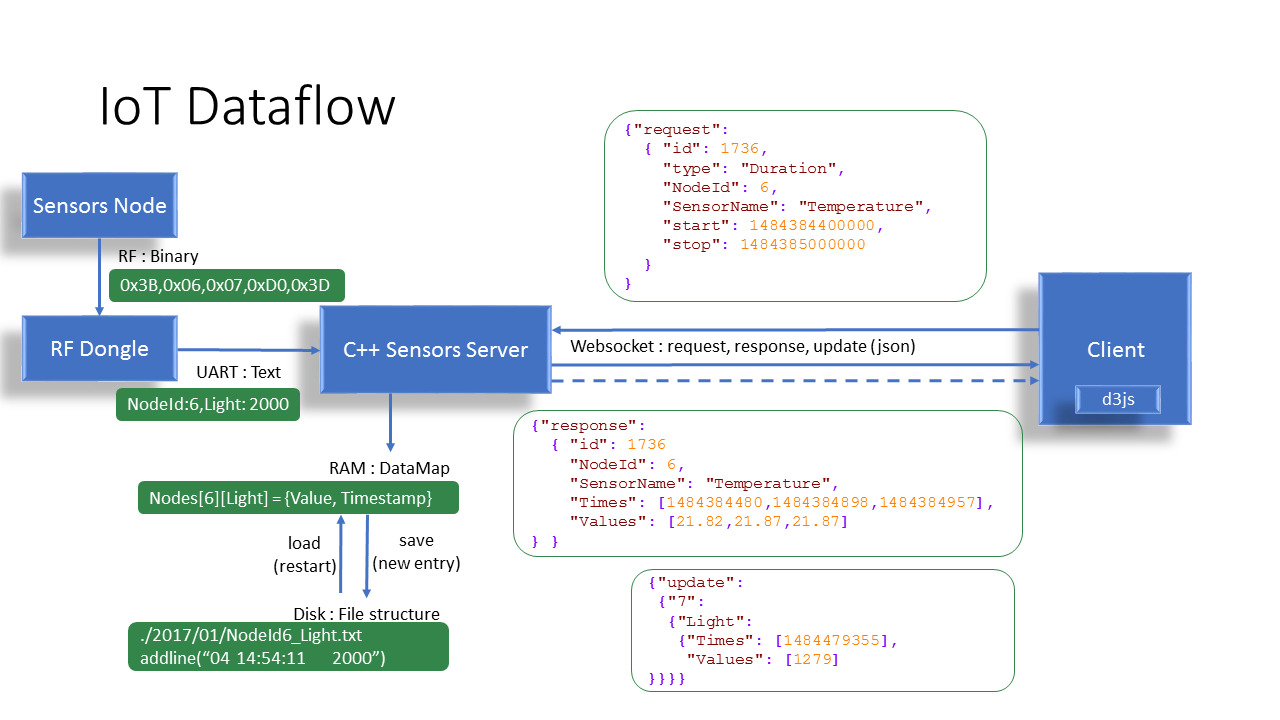 IoT Dataflow
Sensors Node
RF : Binary
0x3B,0x06,0x07,0xD0,0x3D
RF Dongle
UART : Text
NodeId:6,Light: 2000
C++ Sensors Server
RAM : DataMap
Nodes[6][Light] = {Value, Timestamp}
load
(restart)
save
(new entry)
Disk : File structure
./2017/01/NodeId6_Light.txt
addline(“04 14:54:11 2000”)
{"request":
{ "id": 1736,
"type": "Duration",
"NodeId": 6,
"SensorName": "Temperature",
"start": 1484384400000,
"stop": 1484385000000
}
}
Websocket : request, response, update (json)
Client
d3js
{"response":
{ "id": 1736
"NodeId": 6,
"SensorName": "Temperature",
"Times": [1484384480,1484384898,1484384957],
"Values": [21.82,21.87,21.87]
} }
{"update":
{"7":
{"Light":
{"Times": [1484479355],
"Values": [1279]
}}}}